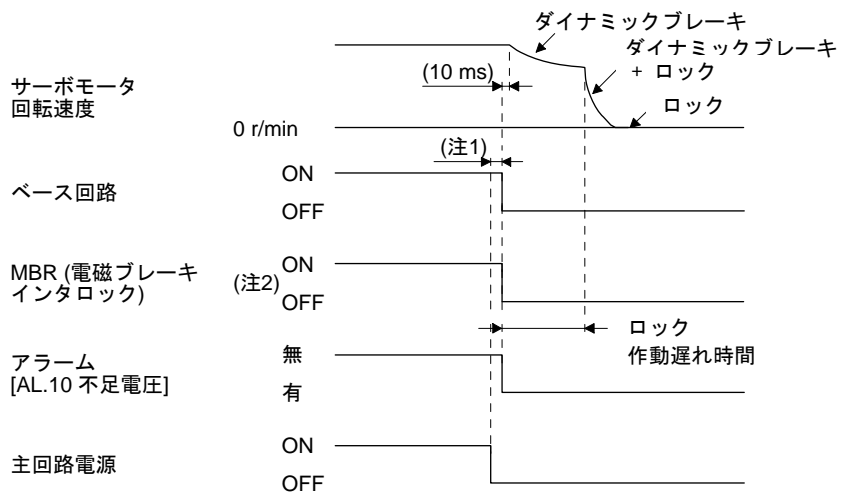 ダイナミックブレーキ
ダイナミックブレーキ
+ ロック
ロック
(10 ms)
サーボモータ
回転速度
0 r/min
(注1)
ベース回路
ON
OFF
MBR (電磁ブレーキ
インタロック)
(注2)
ON
OFF
ロック
作動遅れ時間
アラーム
[AL.10 不足電圧]
無
有
主回路電源
ON
OFF